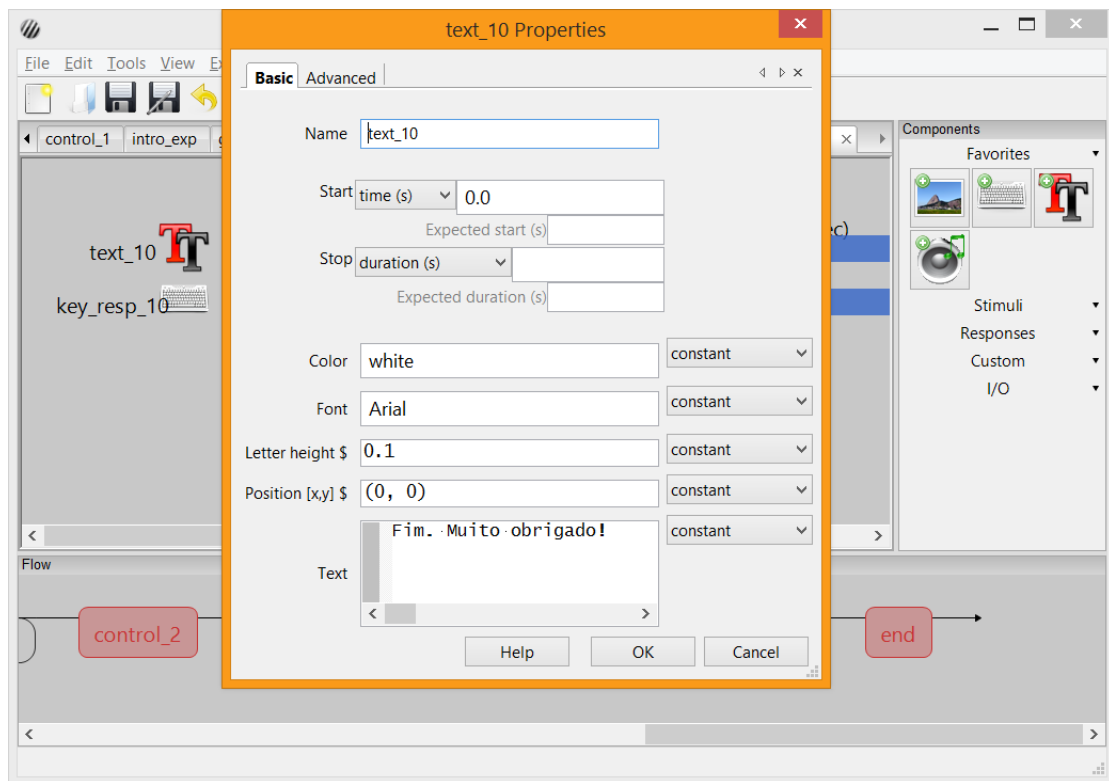 text_10 Properties
File Edit Tools View
Basic Advanced
control_1 intro_exp
Name text_10
Start time (s) 0.0
Expected start (s)
Stop duration (s)
Expected duration (s)
text_10
key_resp_10
Color white constant
Font Arial constant
Letter height $ 0.1 constant
Position [x,y] $ (0, 0) constant
Text Fim. Muito obrigado! constant
Help OK Cancel
Components
Favorites
Stimuli
Responses
Custom
I/O
Flow
control_2
end